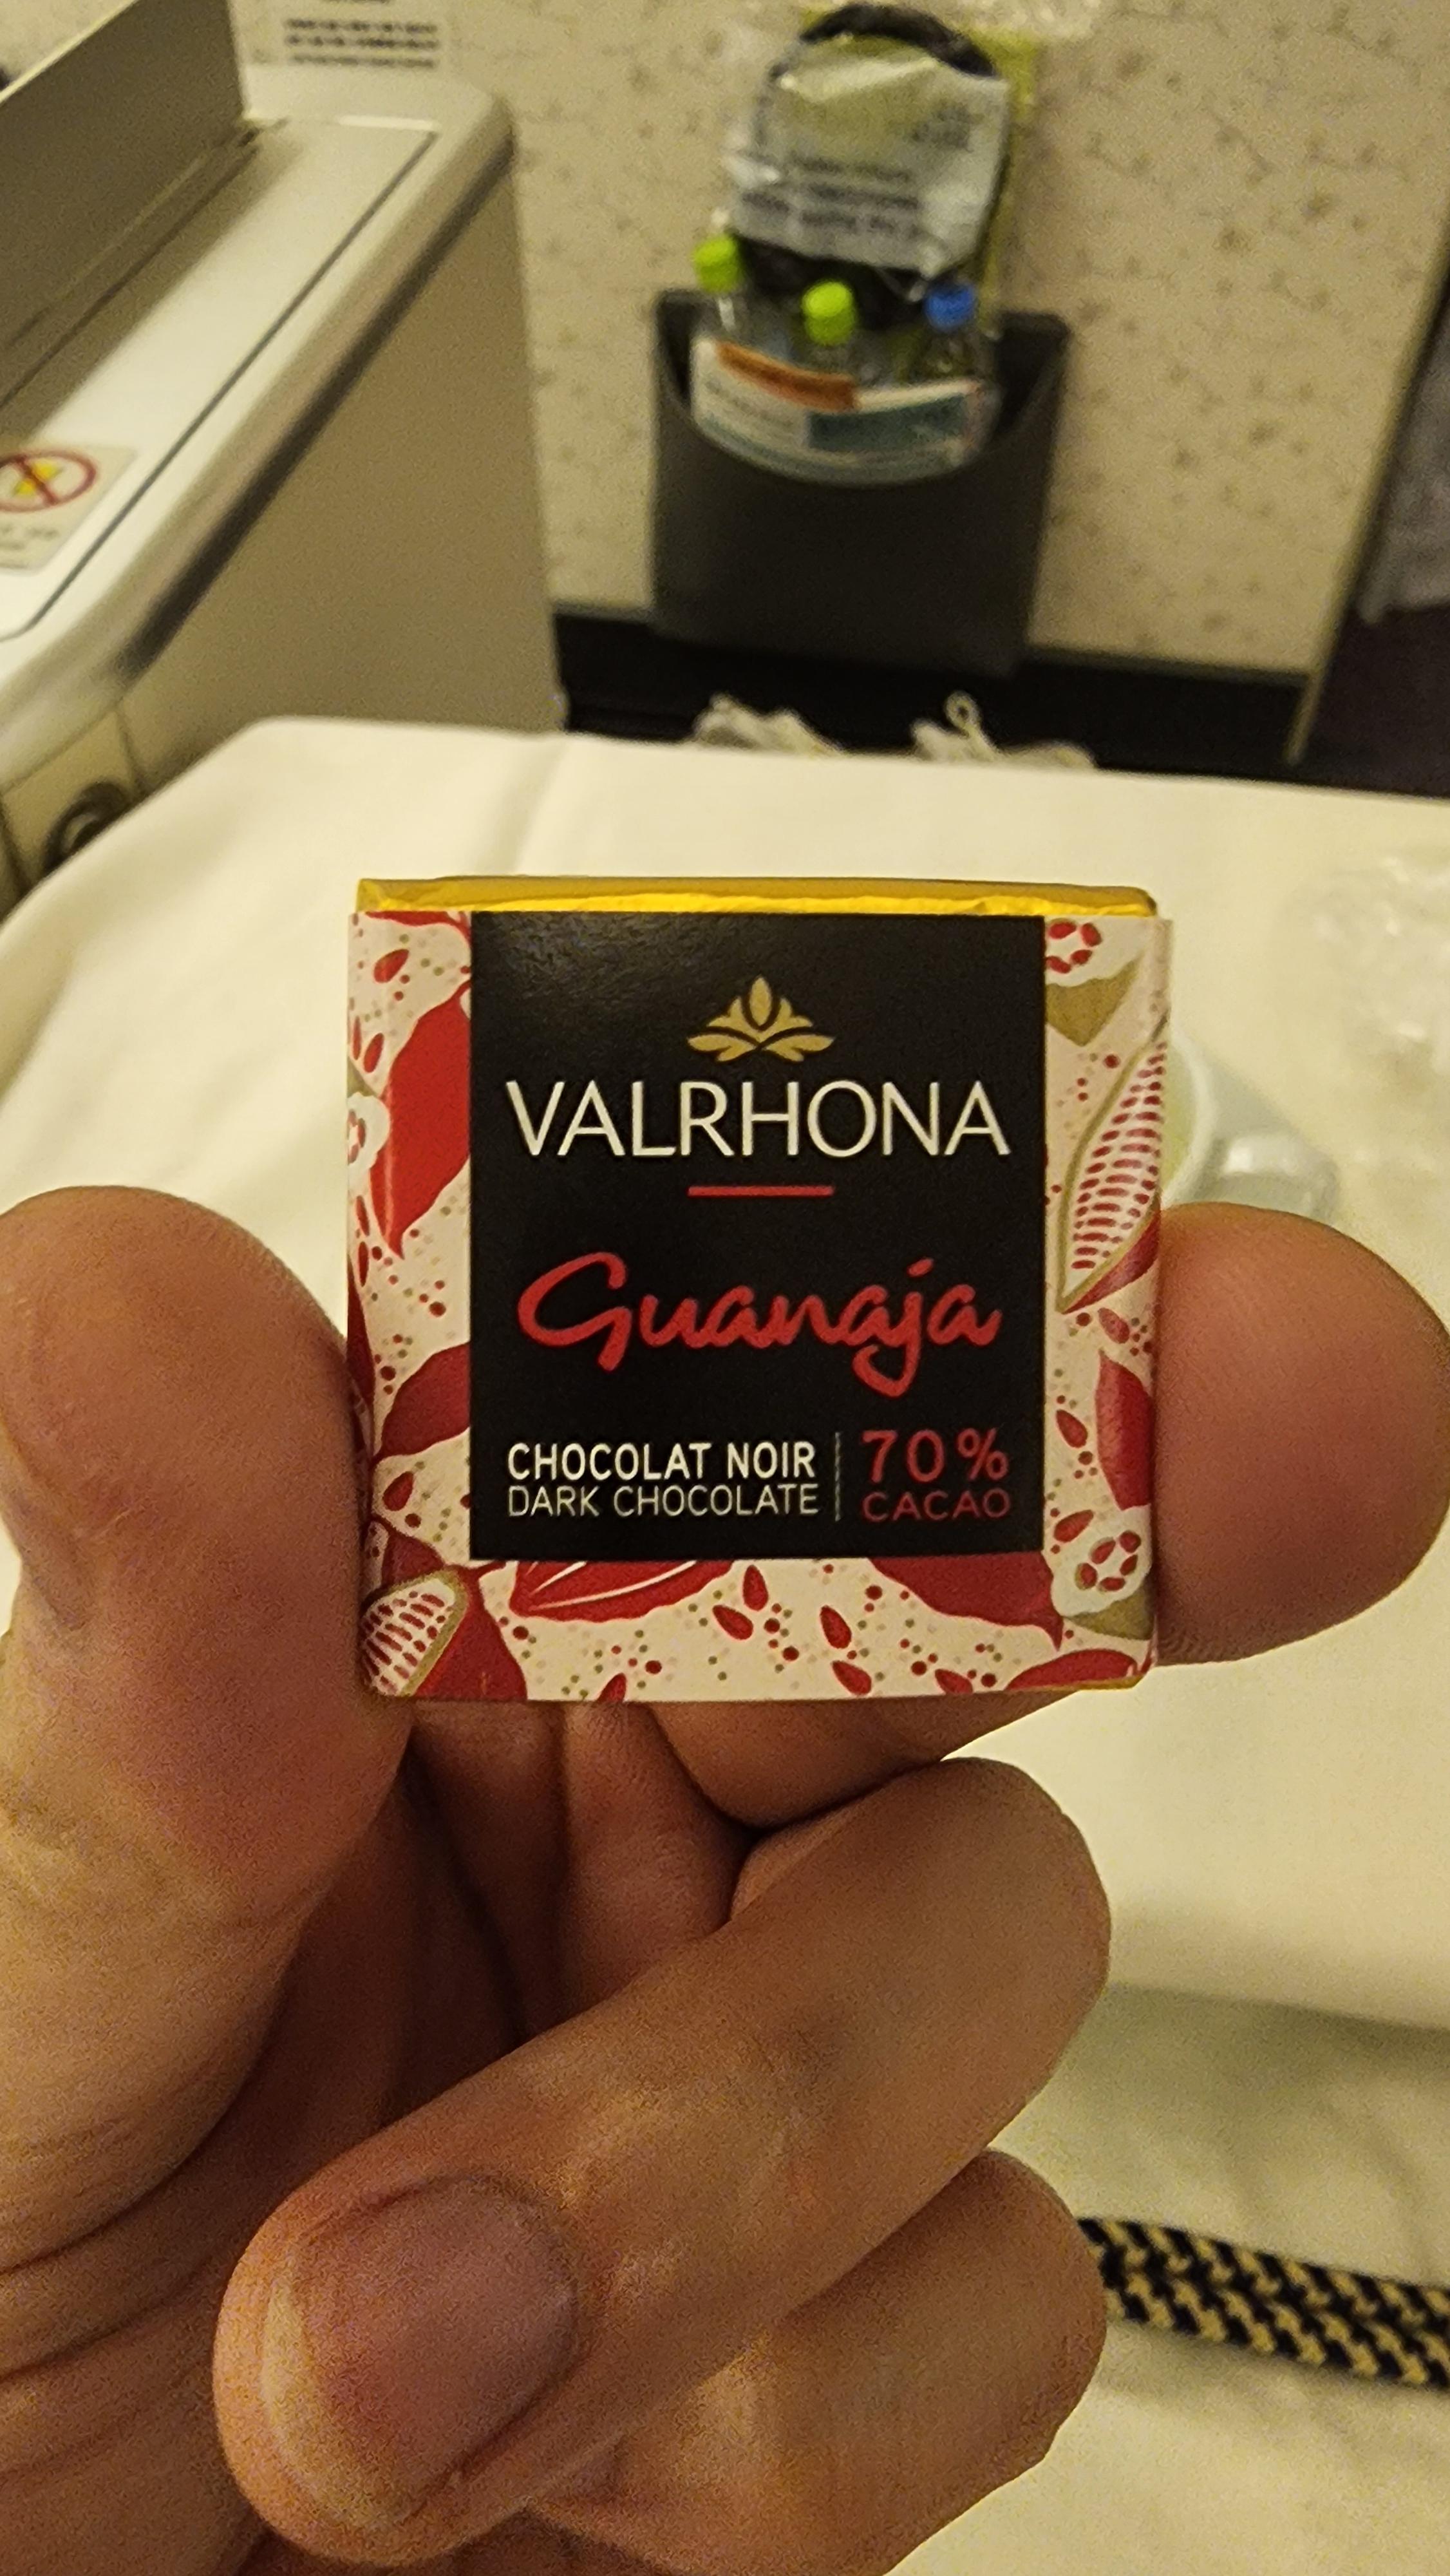 VALRHONA
Guanaja
CHOCOLAT NOIR
DARK CHOCOLATE
70%
CACAO